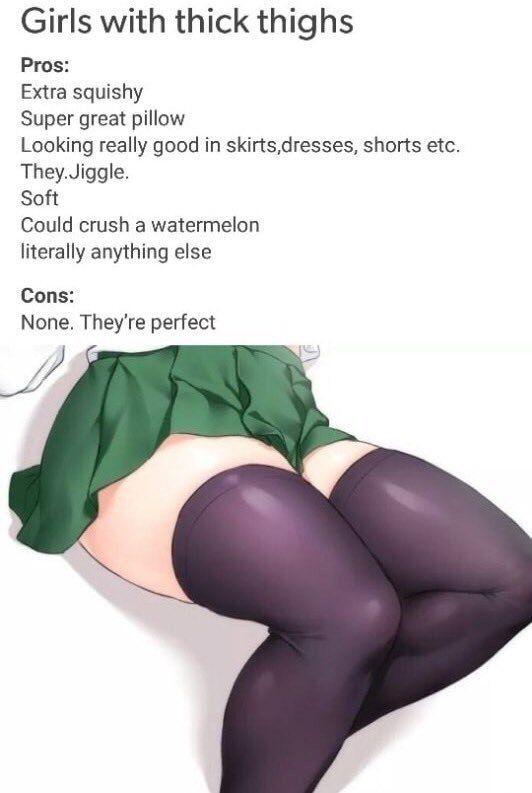 Girls with thick thighs
Pros:
Extra squishy
Super great pillow
Looking really good in skirts,dresses, shorts etc.
They.Jiggle.
Soft
Could crush a watermelon
literally anything else
Cons:
None. They're perfect